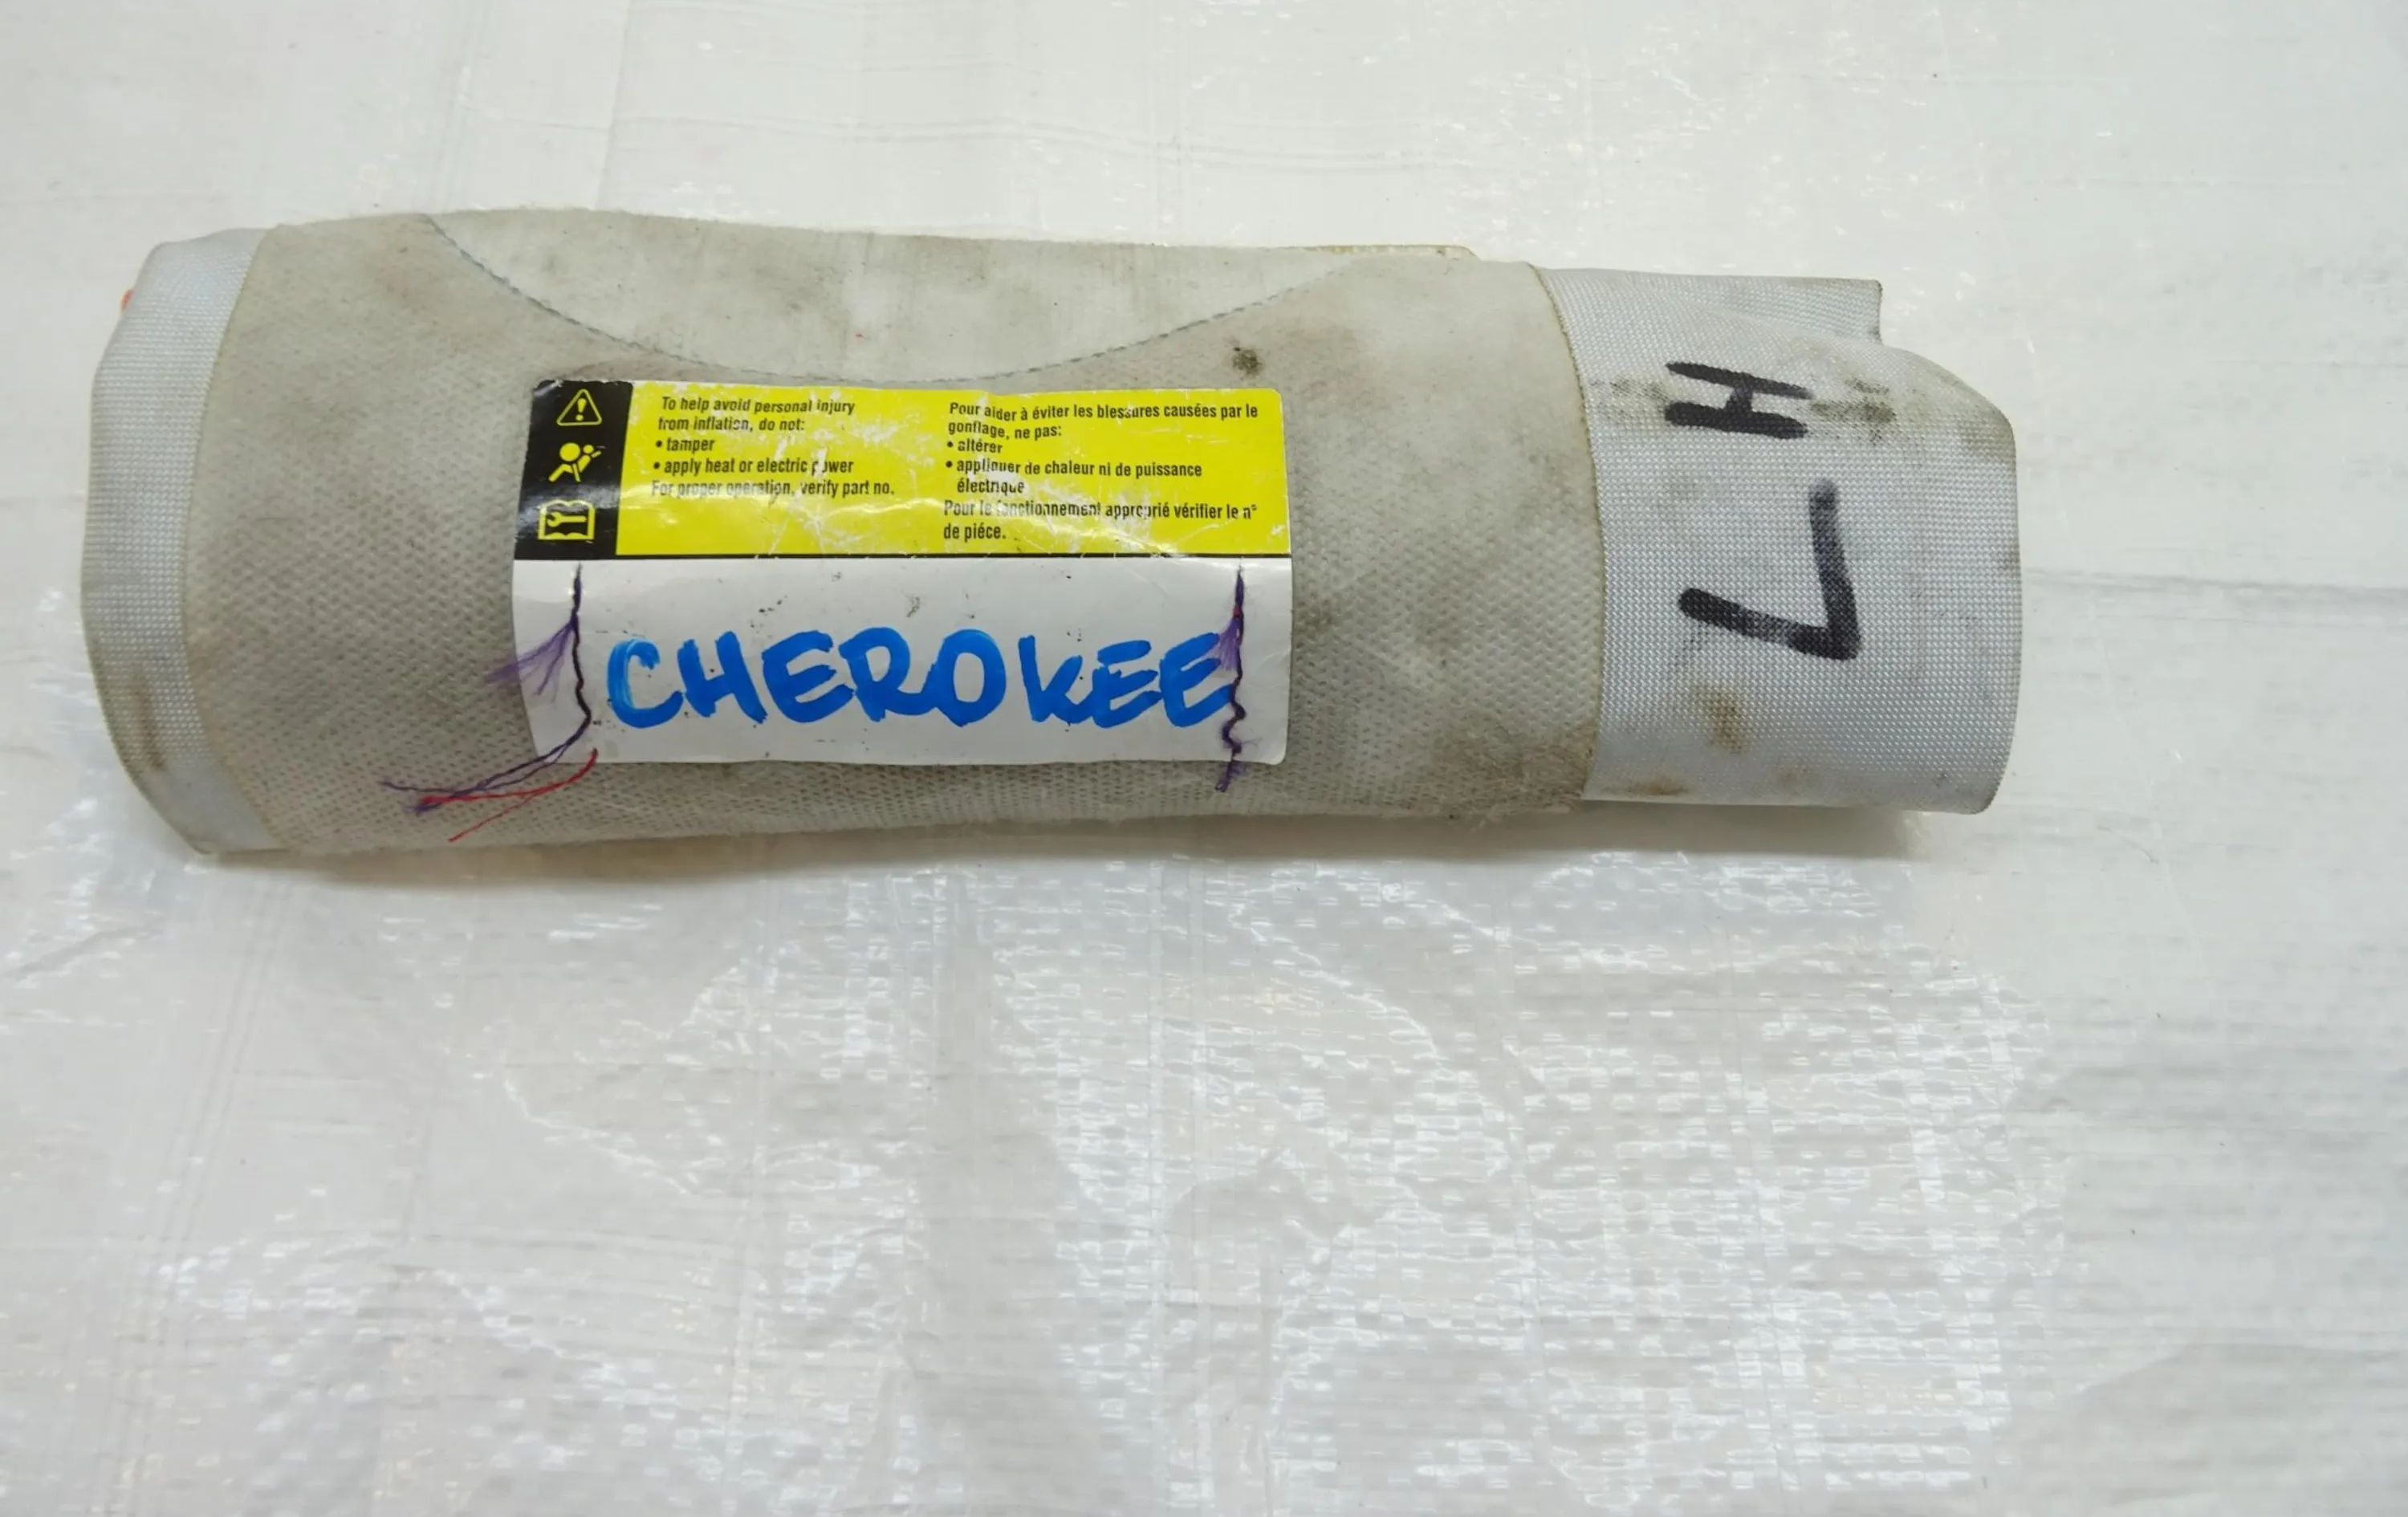 To help avoid personal injury
from inflation, do not:
• tamper
• apply heat or electric power
For proper operation, verify part no.
Pour aider à éviter les blessures causées par le
gonflage, ne pas:
• altérer
• appliquer de chaleur ni de puissance
électrique
Pour le fonctionnement approprié vérifier le n°
de piéce.
CHEROKEE
LH